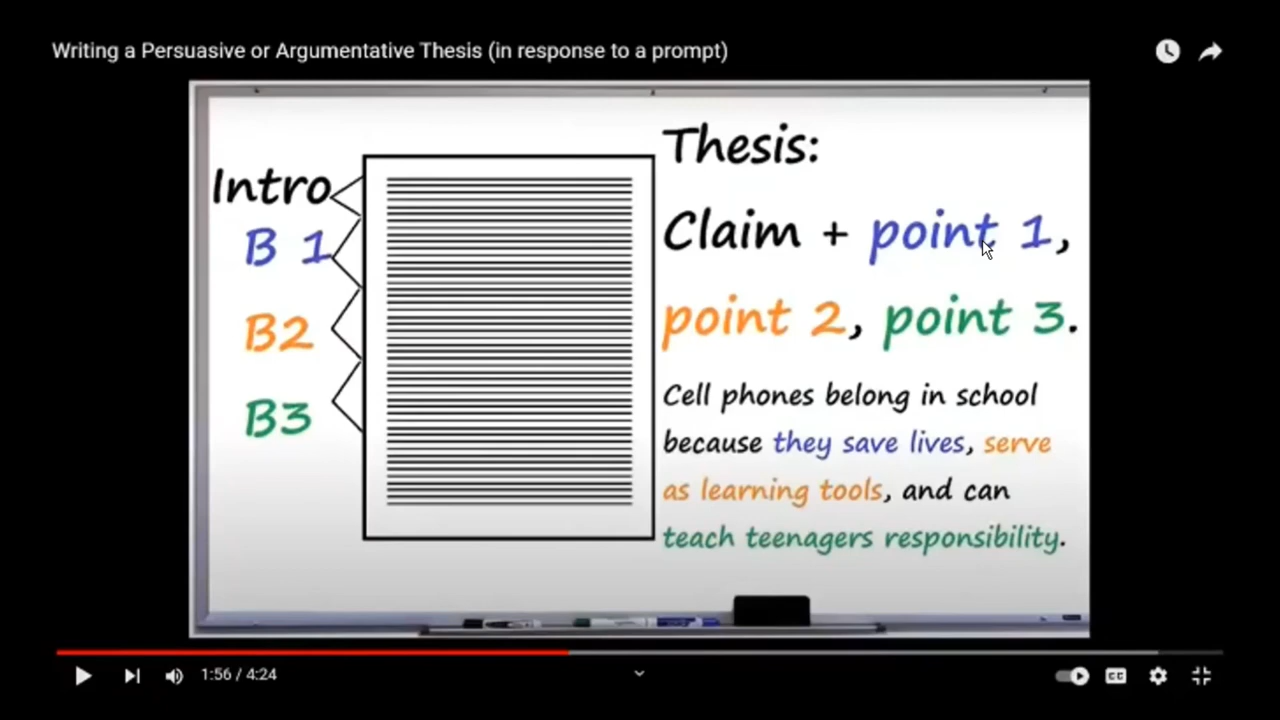 Writing a Persuasive or Argumentative Thesis (in response to a prompt)
Intro
B 1
B2
B3
Thesis:
Claim + point 1,
point 2, point 3.
Cell phones belong in school
because they save lives, serve
as learning tools, and can
teach teenagers responsibility.
1:56 / 4:24
CC